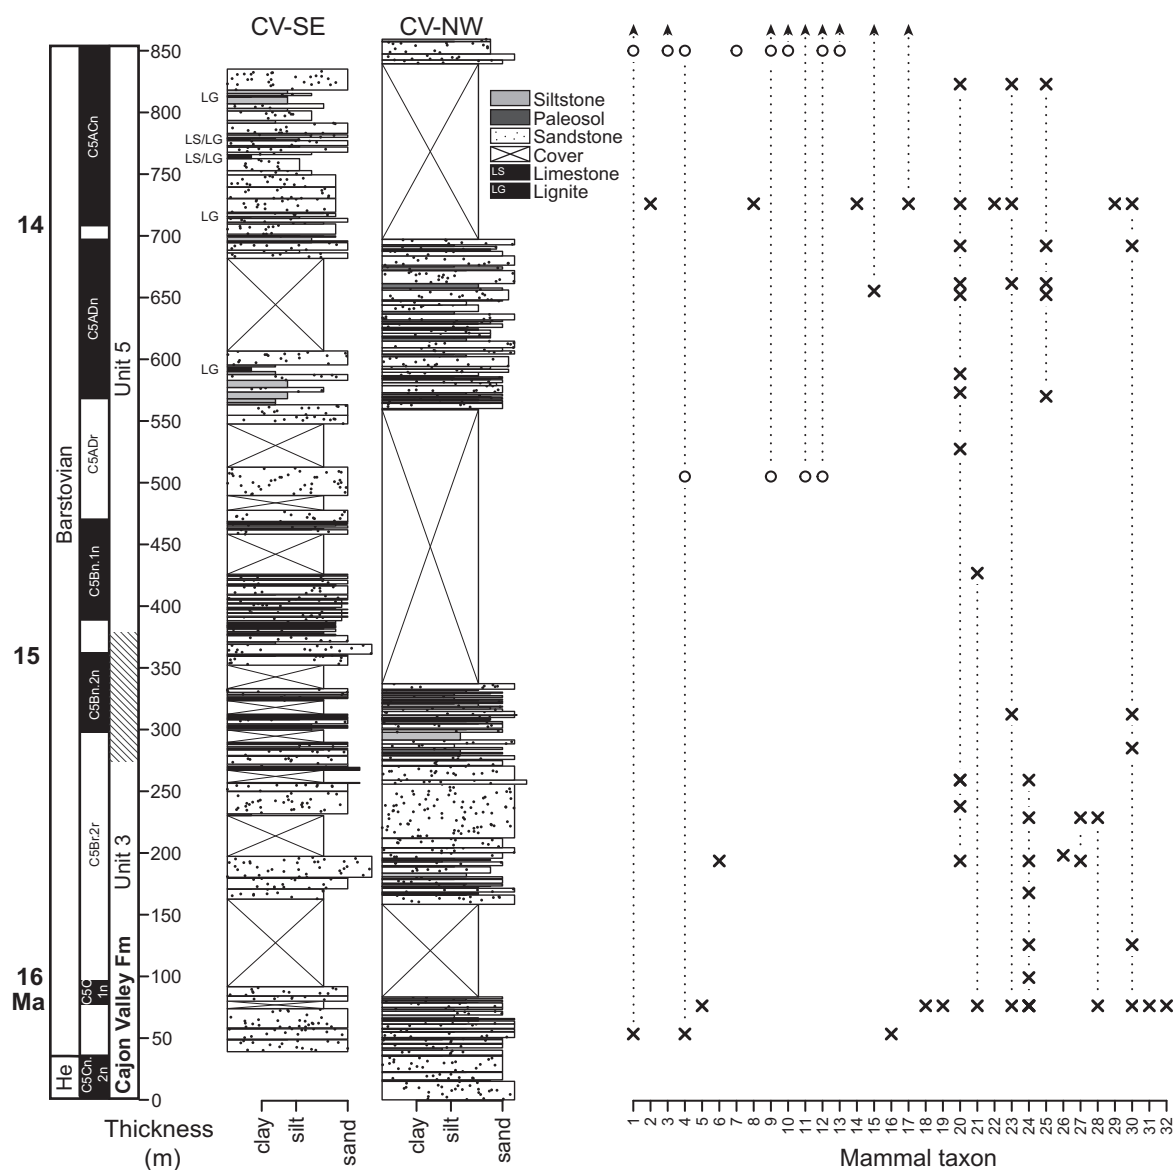 CV-SE
CV-NW
850
800
750
700
650
600
550
500
450
400
350
300
250
200
150
100
50
0
14
15
16
Ma
Barstovian
He
C5ACn
C5ADn
C5ADr
C5Bn.1n
C5Bn.2n
C5Br.2r
C5C
1n
C5Cn.
2n
Unit 5
Unit 3
Cajon Valley Fm
LG
LS/LG
LS/LG
LG
LG
Siltstone
Paleosol
Sandstone
Cover
LS Limestone
LG Lignite
Thickness
(m)
clay
silt
sand
clay
silt
sand
1 2 3 4 5 6 7 8 9 10 11 12 13 14 15 16 17 18 19 20 21 22 23 24 25 26 27 28 29 30 31 32
Mammal taxon